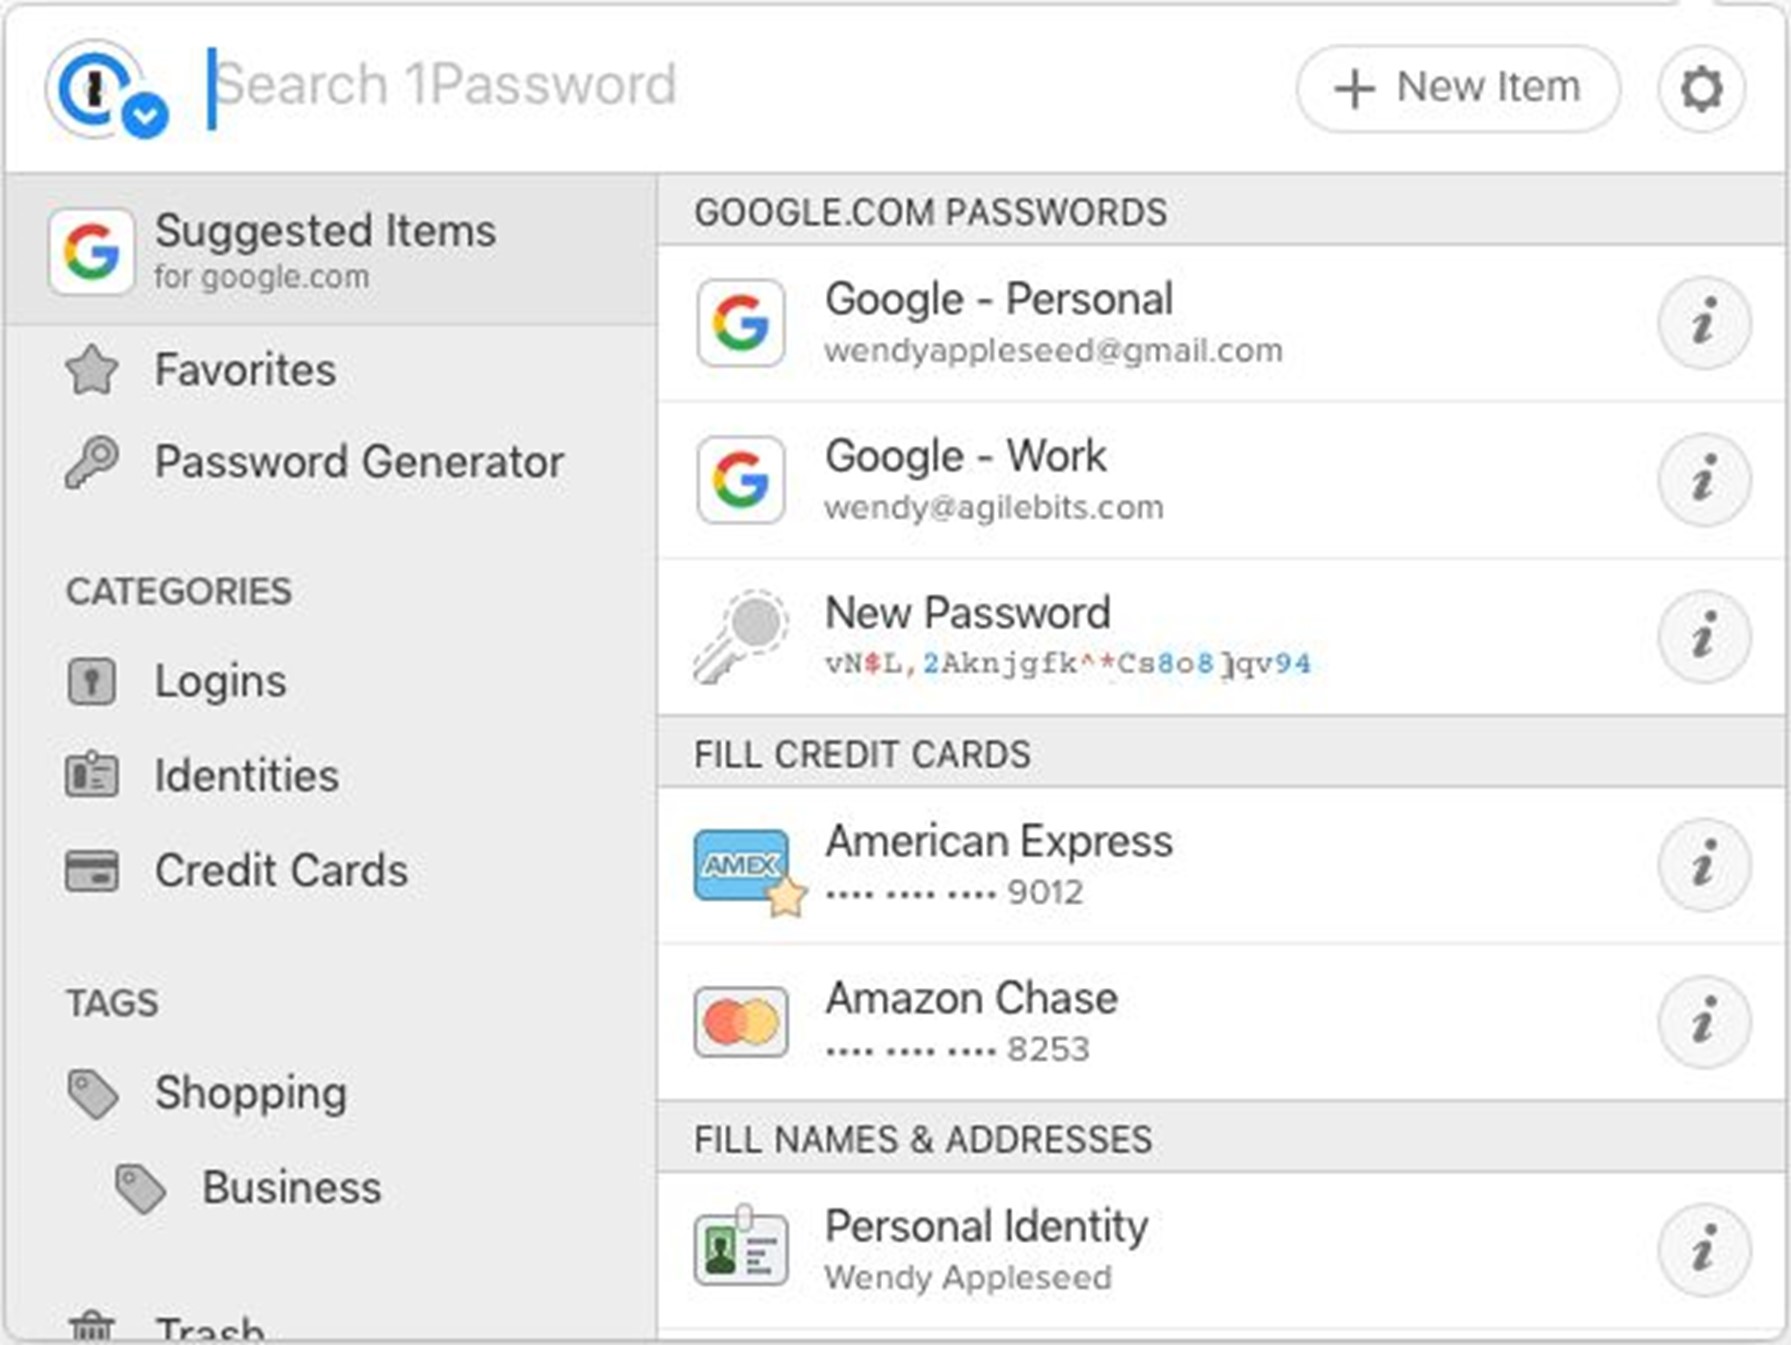 Search 1Password
+ New Item
Suggested Items
for google.com
Favorites
Password Generator
CATEGORIES
Logins
Identities
Credit Cards
TAGS
Shopping
Business
Trash
GOOGLE.COM PASSWORDS
Google - Personal
wendyappleseed@gmail.com
Google - Work
wendy@agilebits.com
New Password
vN$L,2Aknjgfk^*Cs8o8]qv94
FILL CREDIT CARDS
AMEX
American Express
•••• •••• •••• 9012
Amazon Chase
•••• •••• •••• 8253
FILL NAMES & ADDRESSES
Personal Identity
Wendy Appleseed